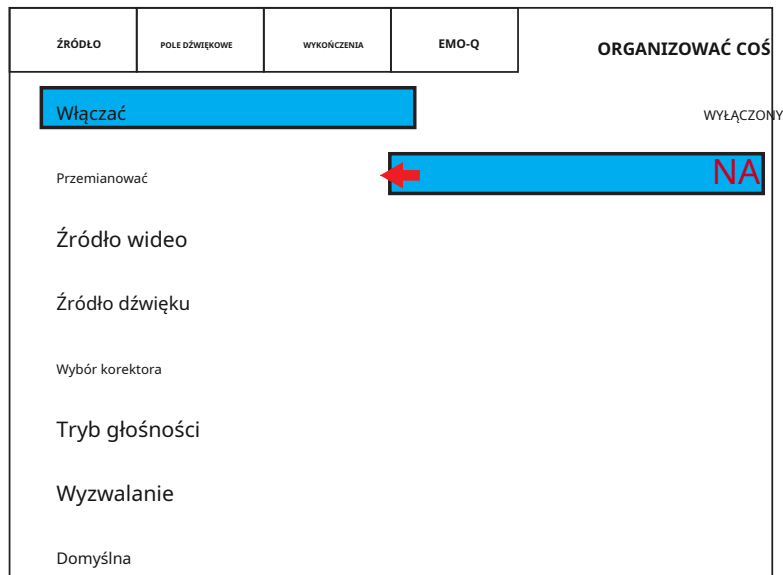 ŹRÓDŁO POLE DŹWIĘKOWE WYKOŃCZENIA EMO-Q ORGANIZOWAĆ COŚ
Włączać WYŁĄCZONY
Przemianować NA
Źródło wideo
Źródło dźwięku
Wybór korektora
Tryb głośności
Wyzwalanie
Domyślna